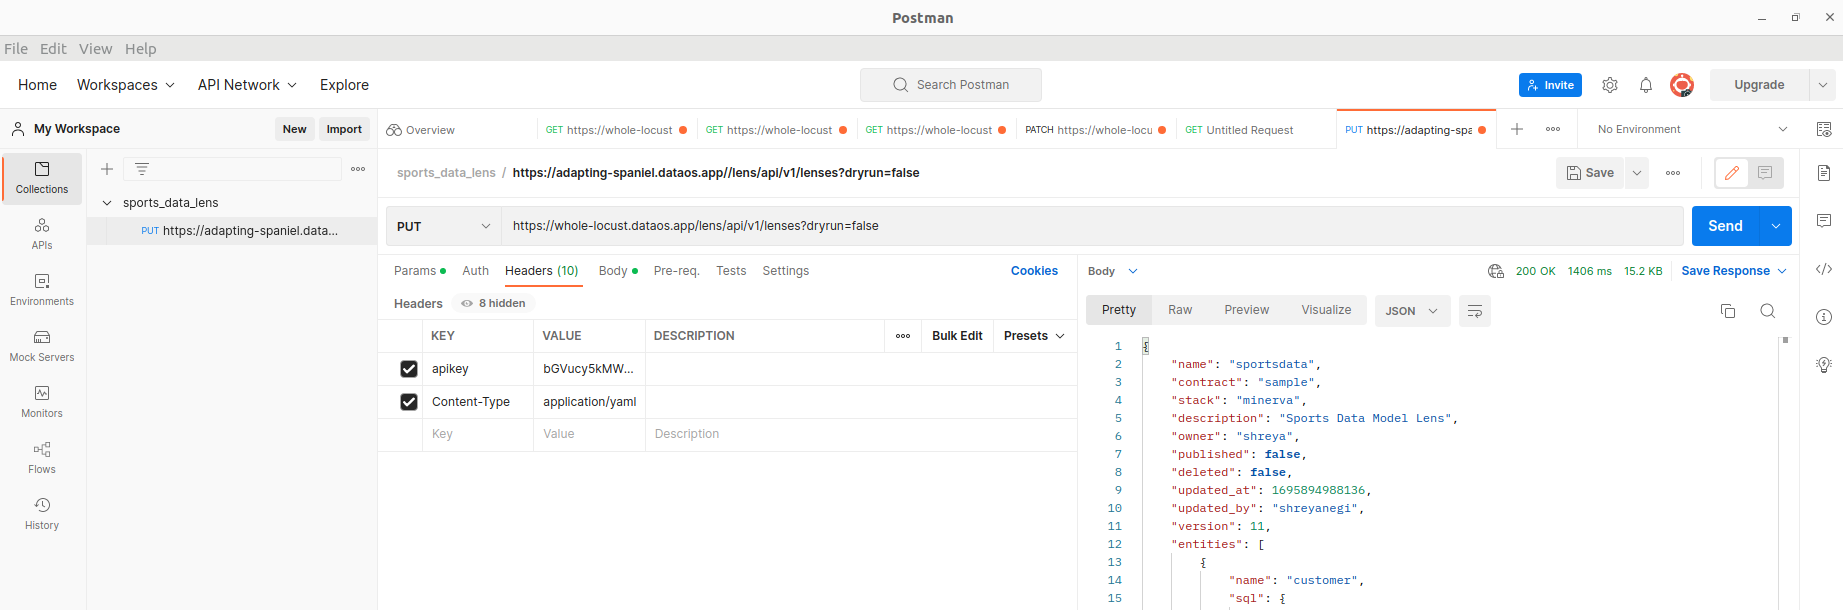 Postman
File Edit View Help
Home Workspaces API Network Explore Search Postman Invite Upgrade
My Workspace New Import Overview GET https://whole-locust GET https://whole-locust GET https://whole-locust PATCH https://whole-locu GET Untitled Request PUT https://adapting-spa No Environment
Collections
APIs
Environments
Mock Servers
Monitors
Flows
History
sports_data_lens
PUT https://adapting-spaniel.data...
sports_data_lens / https://adapting-spaniel.dataos.app//lens/api/v1/lenses?dryrun=false Save
PUT https://whole-locust.dataos.app/lens/api/v1/lenses?dryrun=false Send
Params Auth Headers (10) Body Pre-req. Tests Settings Cookies
Headers 8 hidden
KEY VALUE DESCRIPTION Bulk Edit Presets
apikey bGVucy5kMW...
Content-Type application/yaml
Key Value Description
Body 200 OK 1406 ms 15.2 KB Save Response
Pretty Raw Preview Visualize JSON
1 {
2 "name": "sportsdata",
3 "contract": "sample",
4 "stack": "minerva",
5 "description": "Sports Data Model Lens",
6 "owner": "shreya",
7 "published": false,
8 "deleted": false,
9 "updated_at": 1695894988136,
10 "updated_by": "shreyanegi",
11 "version": 11,
12 "entities": [
13 {
14 "name": "customer",
15 "sql": {